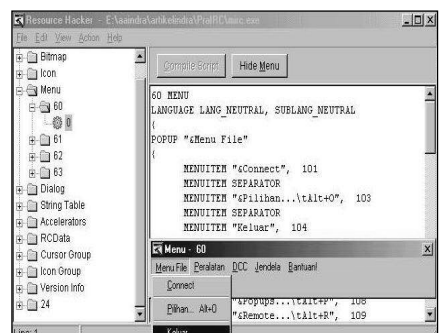 Resource Hacker - E:\aaindra\artikelindra\PralRC\mirc.exe
File Edit View Action Help
Bitmap
Icon
Menu
60
0
61
62
63
Dialog
String Table
Accelerators
RCData
Cursor Group
Icon Group
Version Info
24
Compile Script
Hide Menu
60 MENU
LANGUAGE LANG_NEUTRAL, SUBLANG_NEUTRAL
{
POPUP "&Menu File"
{
MENUITEM "&Connect", 101
MENUITEM SEPARATOR
MENUITEM "&Pilihan...\tAlt+O", 103
MENUITEM SEPARATOR
MENUITEM "Keluar", 104
Menu - 60
Menu File Peralatan DCC Jendela Bantuan!
Connect
Pilihan... Alt+O
Keluar
"&Popups...\tAlt+P", 108
"&Remote...\tAlt+R", 109
Line: 1